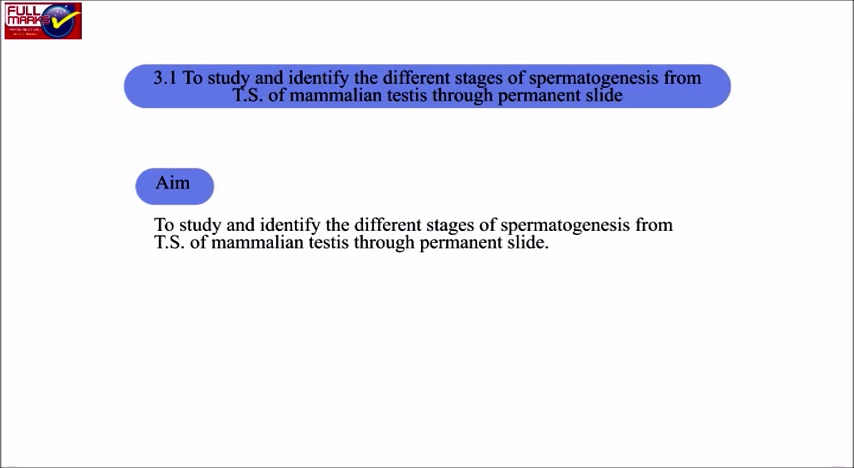 FULL
MARKS
3.1 To study and identify the different stages of spermatogenesis from
T.S. of mammalian testis through permanent slide
Aim
To study and identify the different stages of spermatogenesis from
T.S. of mammalian testis through permanent slide.